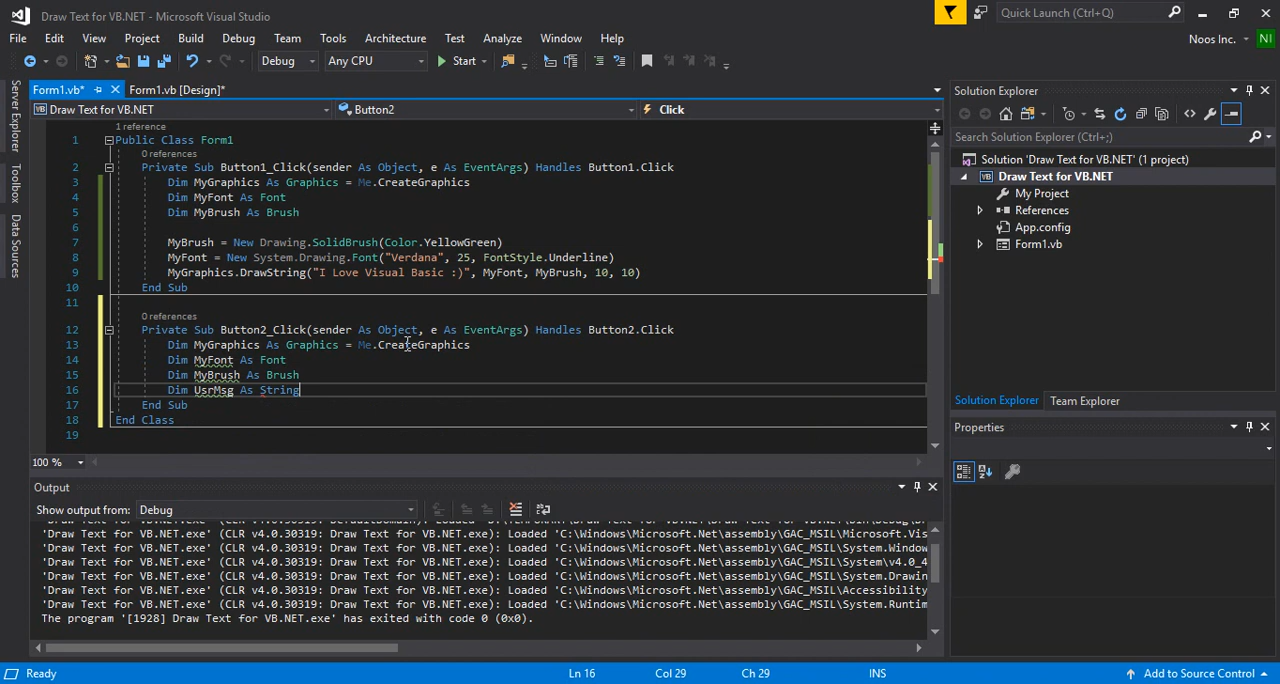 Draw Text for VB.NET - Microsoft Visual Studio
Quick Launch (Ctrl+Q)
File Edit View Project Build Debug Team Tools Architecture Test Analyze Window Help
Noos Inc. NI
Debug Any CPU Start
Server Explorer
Toolbox
Data Sources
Form1.vb* Form1.vb [Design]*
Draw Text for VB.NET Button2 Click
1 reference
1 Public Class Form1
0 references
2 Private Sub Button1_Click(sender As Object, e As EventArgs) Handles Button1.Click
3 Dim MyGraphics As Graphics = Me.CreateGraphics
4 Dim MyFont As Font
5 Dim MyBrush As Brush
6
7 MyBrush = New Drawing.SolidBrush(Color.YellowGreen)
8 MyFont = New System.Drawing.Font("Verdana", 25, FontStyle.Underline)
9 MyGraphics.DrawString("I Love Visual Basic :)", MyFont, MyBrush, 10, 10)
10 End Sub
11
0 references
12 Private Sub Button2_Click(sender As Object, e As EventArgs) Handles Button2.Click
13 Dim MyGraphics As Graphics = Me.CreateGraphics
14 Dim MyFont As Font
15 Dim MyBrush As Brush
16 Dim UsrMsg As String
17 End Sub
18 End Class
19
100 %
Output
Show output from: Debug
'Draw Text for VB.NET.exe' (CLR v4.0.30319: Draw Text for VB.NET.exe): Loaded 'C:\Windows\Microsoft.Net\assembly\GAC_MSIL\Microsoft.Vis
'Draw Text for VB.NET.exe' (CLR v4.0.30319: Draw Text for VB.NET.exe): Loaded 'C:\Windows\Microsoft.Net\assembly\GAC_MSIL\System.Window
'Draw Text for VB.NET.exe' (CLR v4.0.30319: Draw Text for VB.NET.exe): Loaded 'C:\Windows\Microsoft.Net\assembly\GAC_MSIL\System\v4.0_4
'Draw Text for VB.NET.exe' (CLR v4.0.30319: Draw Text for VB.NET.exe): Loaded 'C:\Windows\Microsoft.Net\assembly\GAC_MSIL\System.Drawin
'Draw Text for VB.NET.exe' (CLR v4.0.30319: Draw Text for VB.NET.exe): Loaded 'C:\Windows\Microsoft.Net\assembly\GAC_MSIL\Accessibility
'Draw Text for VB.NET.exe' (CLR v4.0.30319: Draw Text for VB.NET.exe): Loaded 'C:\Windows\Microsoft.Net\assembly\GAC_MSIL\System.Runtim
The program '[1928] Draw Text for VB.NET.exe' has exited with code 0 (0x0).
Solution Explorer
Search Solution Explorer (Ctrl+;)
Solution 'Draw Text for VB.NET' (1 project)
Draw Text for VB.NET
My Project
References
App.config
Form1.vb
Solution Explorer Team Explorer
Properties
Ready Ln 16 Col 29 Ch 29 INS Add to Source Control